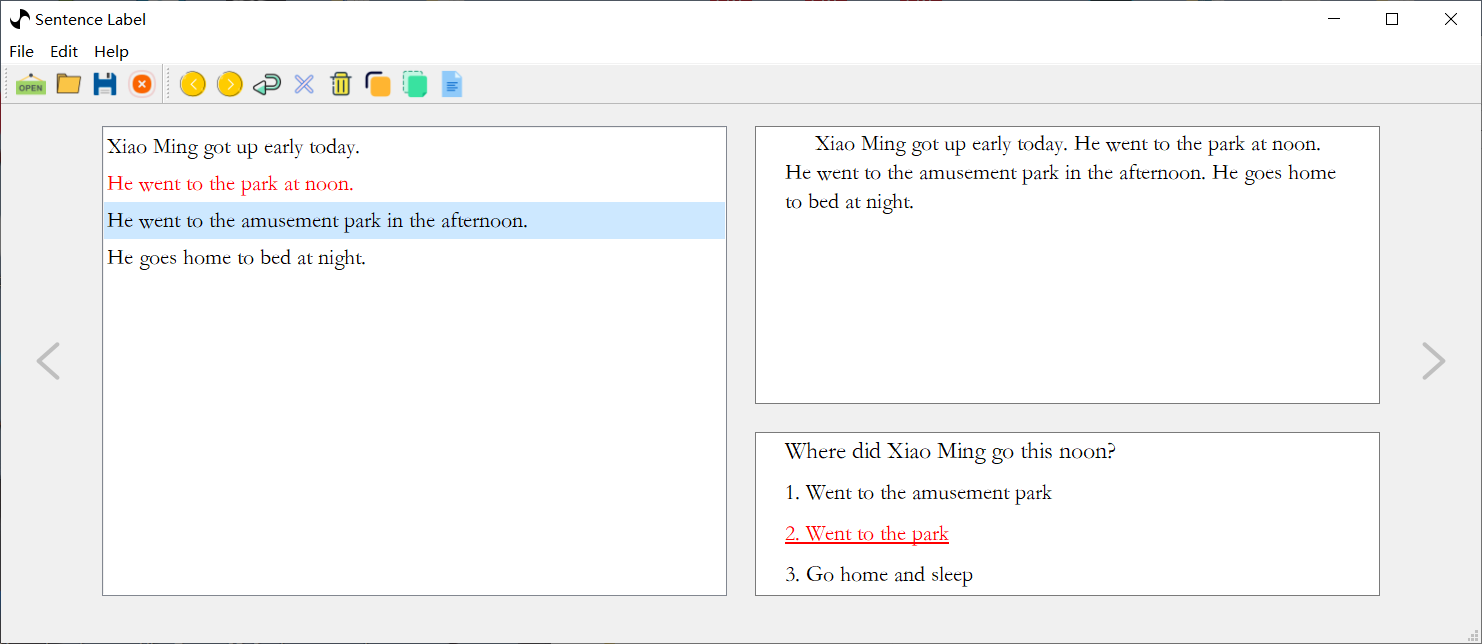 Sentence Label
File Edit Help
OPEN
Xiao Ming got up early today.
He went to the park at noon.
He went to the amusement park in the afternoon.
He goes home to bed at night.
Xiao Ming got up early today. He went to the park at noon.
He went to the amusement park in the afternoon. He goes home
to bed at night.
Where did Xiao Ming go this noon?
1. Went to the amusement park
2. Went to the park
3. Go home and sleep